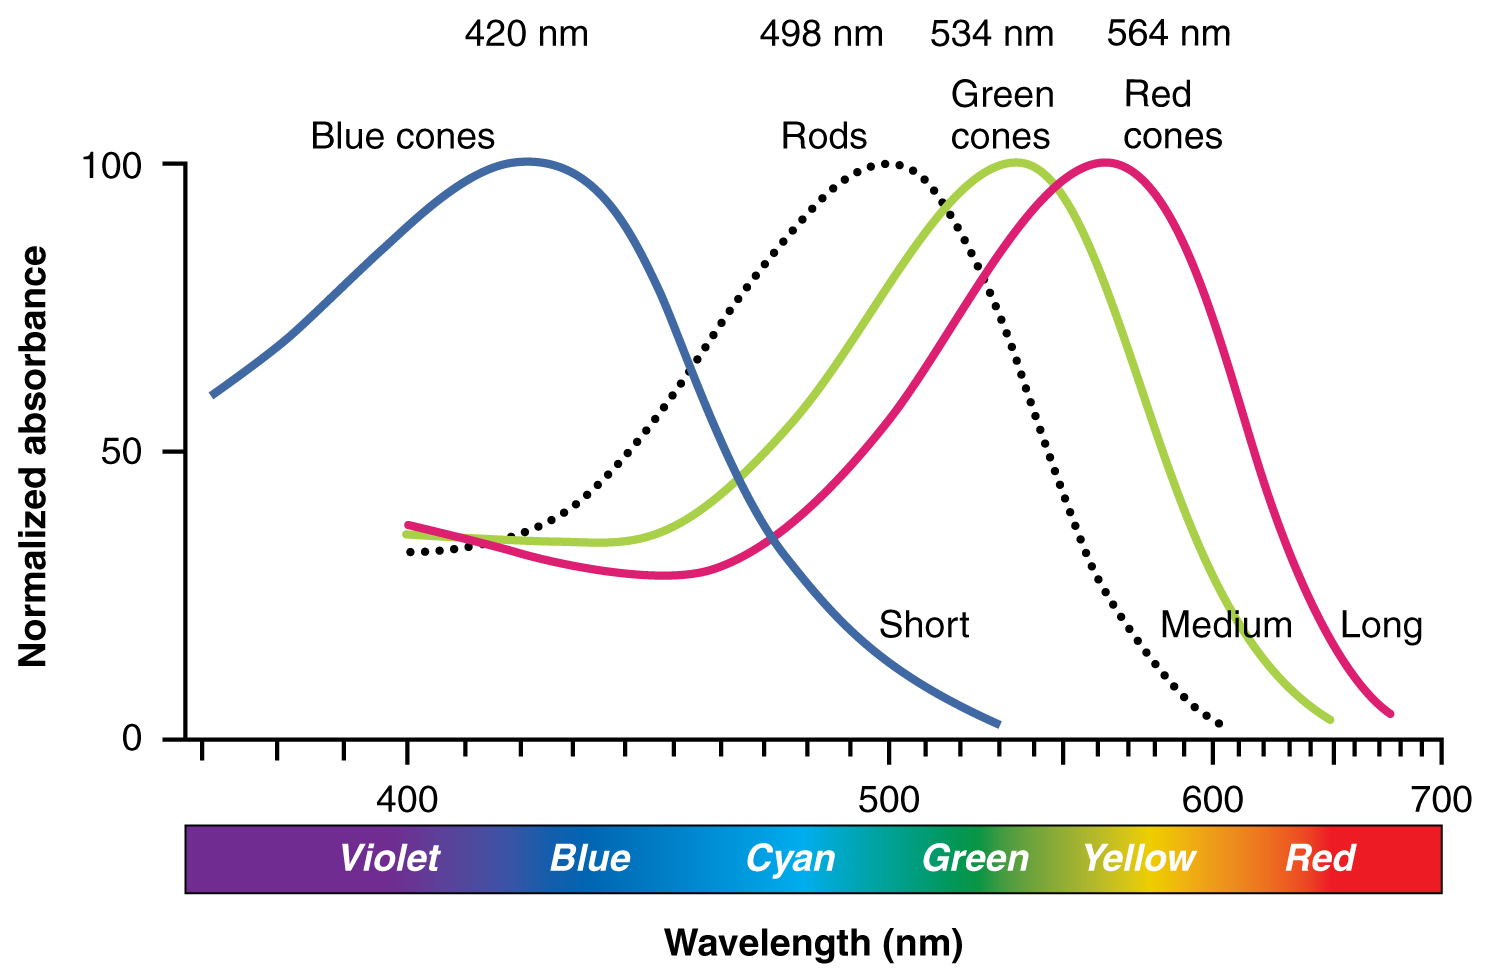 420 nm 498 nm 534 nm 564 nm
Green Red
Blue cones Rods cones cones
100
50
0
Normalized absorbance
Short Medium Long
400 500 600 700
Violet Blue Cyan Green Yellow Red
Wavelength (nm)